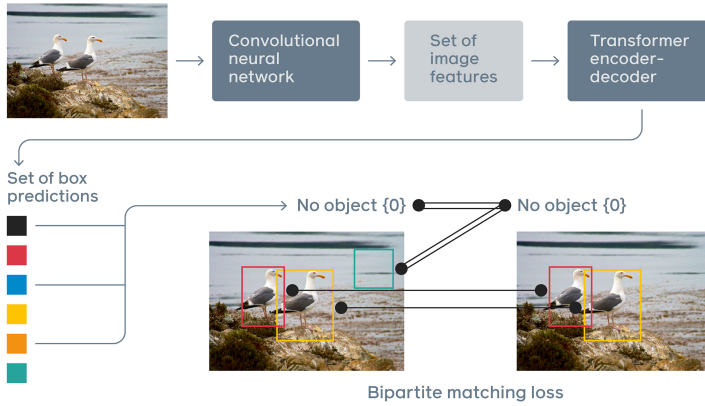 Convolutional
neural
network
Set of
image
features
Transformer
encoder-
decoder
Set of box
predictions
No object {0}
No object {0}
Bipartite matching loss